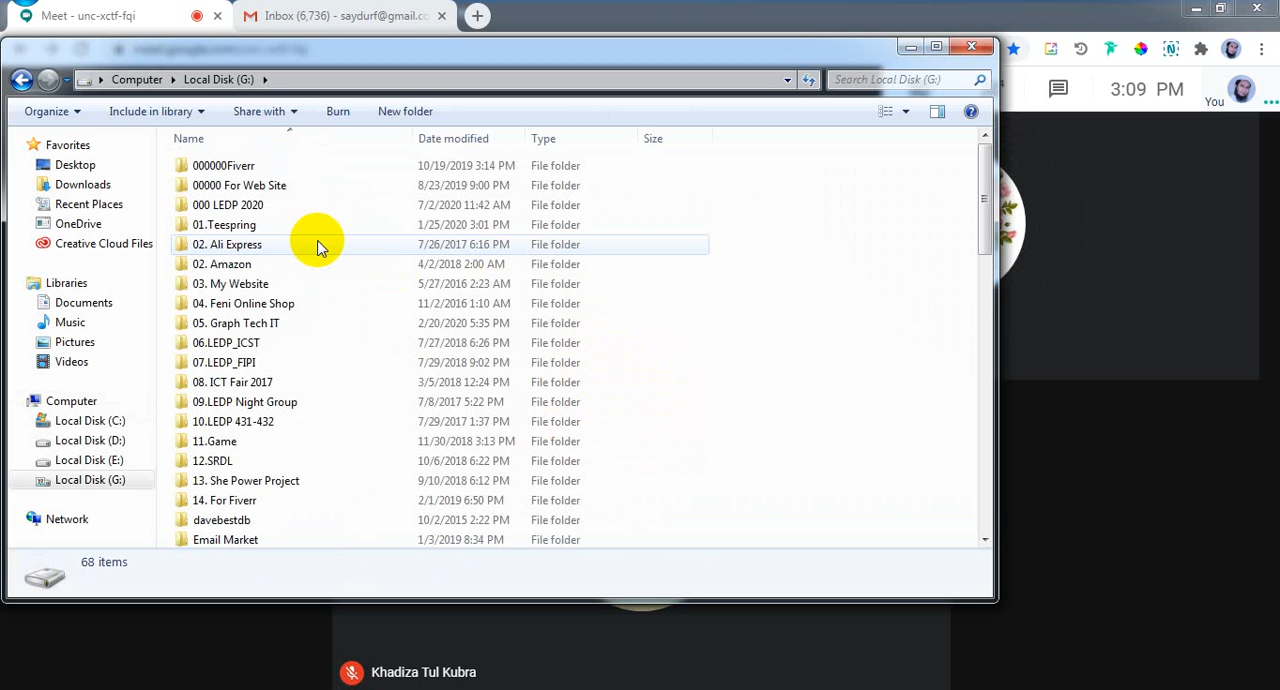 Meet - unc-xctf-fqi
Inbox (6,736) - saydurf@gmail.co
Computer Local Disk (G:)
Search Local Disk (G:)
3:09 PM
You
Organize Include in library Share with Burn New folder
Name Date modified Type Size
Favorites
Desktop
Downloads
Recent Places
OneDrive
Creative Cloud Files
Libraries
Documents
Music
Pictures
Videos
Computer
Local Disk (C:)
Local Disk (D:)
Local Disk (E:)
Local Disk (G:)
Network
000000Fiverr 10/19/2019 3:14 PM File folder
00000 For Web Site 8/23/2019 9:00 PM File folder
000 LEDP 2020 7/2/2020 11:42 AM File folder
01.Teespring 1/25/2020 3:01 PM File folder
02. Ali Express 7/26/2017 6:16 PM File folder
02. Amazon 4/2/2018 2:00 AM File folder
03. My Website 5/27/2016 2:23 AM File folder
04. Feni Online Shop 11/2/2016 1:10 AM File folder
05. Graph Tech IT 2/20/2020 5:35 PM File folder
06.LEDP_ICST 7/27/2018 6:26 PM File folder
07.LEDP_FIPI 7/29/2018 9:02 PM File folder
08. ICT Fair 2017 3/5/2018 12:24 PM File folder
09.LEDP Night Group 7/8/2017 5:22 PM File folder
10.LEDP 431-432 7/29/2017 1:37 PM File folder
11.Game 11/30/2018 3:13 PM File folder
12.SRDL 10/6/2018 6:22 PM File folder
13. She Power Project 9/10/2018 6:12 PM File folder
14. For Fiverr 2/1/2019 6:50 PM File folder
davebestdb 10/2/2015 2:22 PM File folder
Email Market 1/3/2019 8:34 PM File folder
68 items
Khadiza Tul Kubra